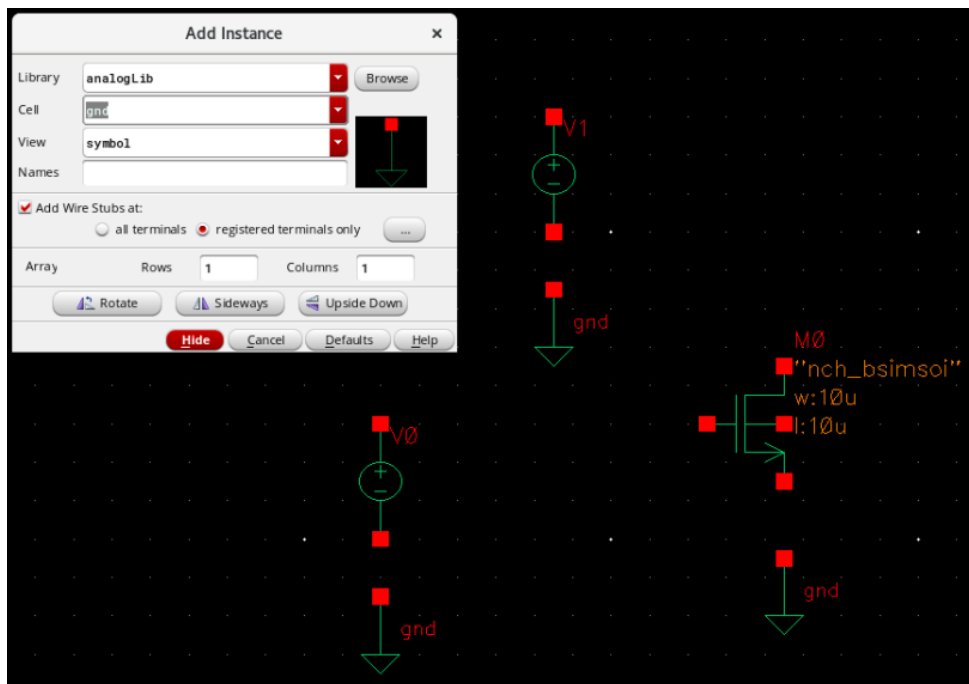 Add Instance ×
Library analogLib Browse
Cell gnd
View symbol
Names
Add Wire Stubs at:
all terminals registered terminals only ...
Array Rows 1 Columns 1
Rotate Sideways Upside Down
Hide Cancel Defaults Help
V1
+
−
gnd
M0
"nch_bsimsoi"
w:10u
l:10u
V0
+
−
gnd
gnd